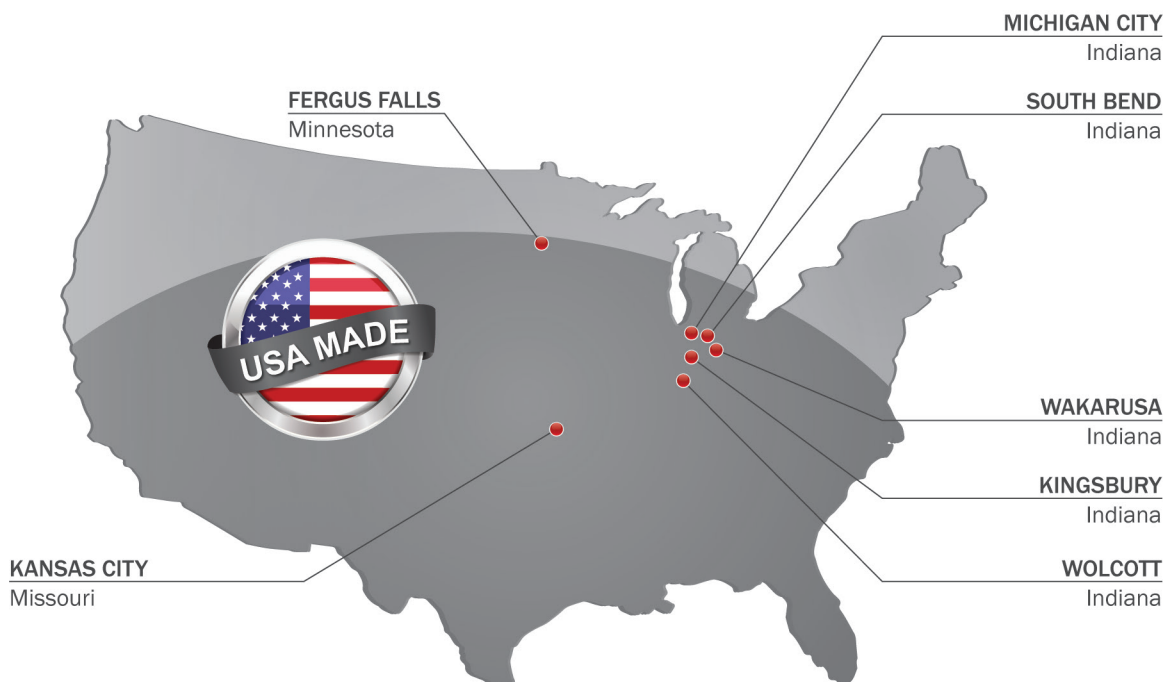 MICHIGAN CITY
Indiana
FERGUS FALLS
Minnesota
SOUTH BEND
Indiana
USA MADE
WAKARUSA
Indiana
KINGSBURY
Indiana
KANSAS CITY
Missouri
WOLCOTT
Indiana